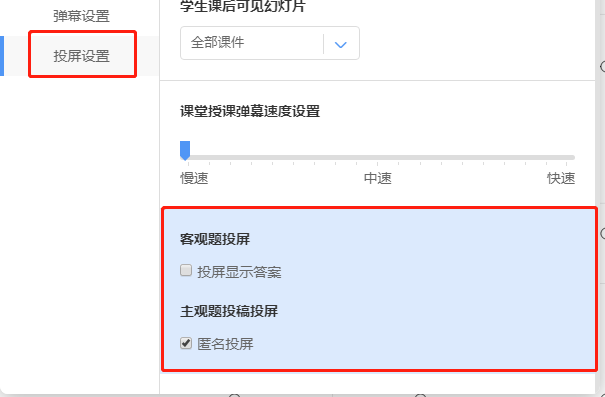 弹幕设置
投屏设置
学生课后可见幻灯片
全部课件
课堂授课弹幕速度设置
慢速 中速 快速
客观题投屏
投屏显示答案
主观题投稿投屏
匿名投屏